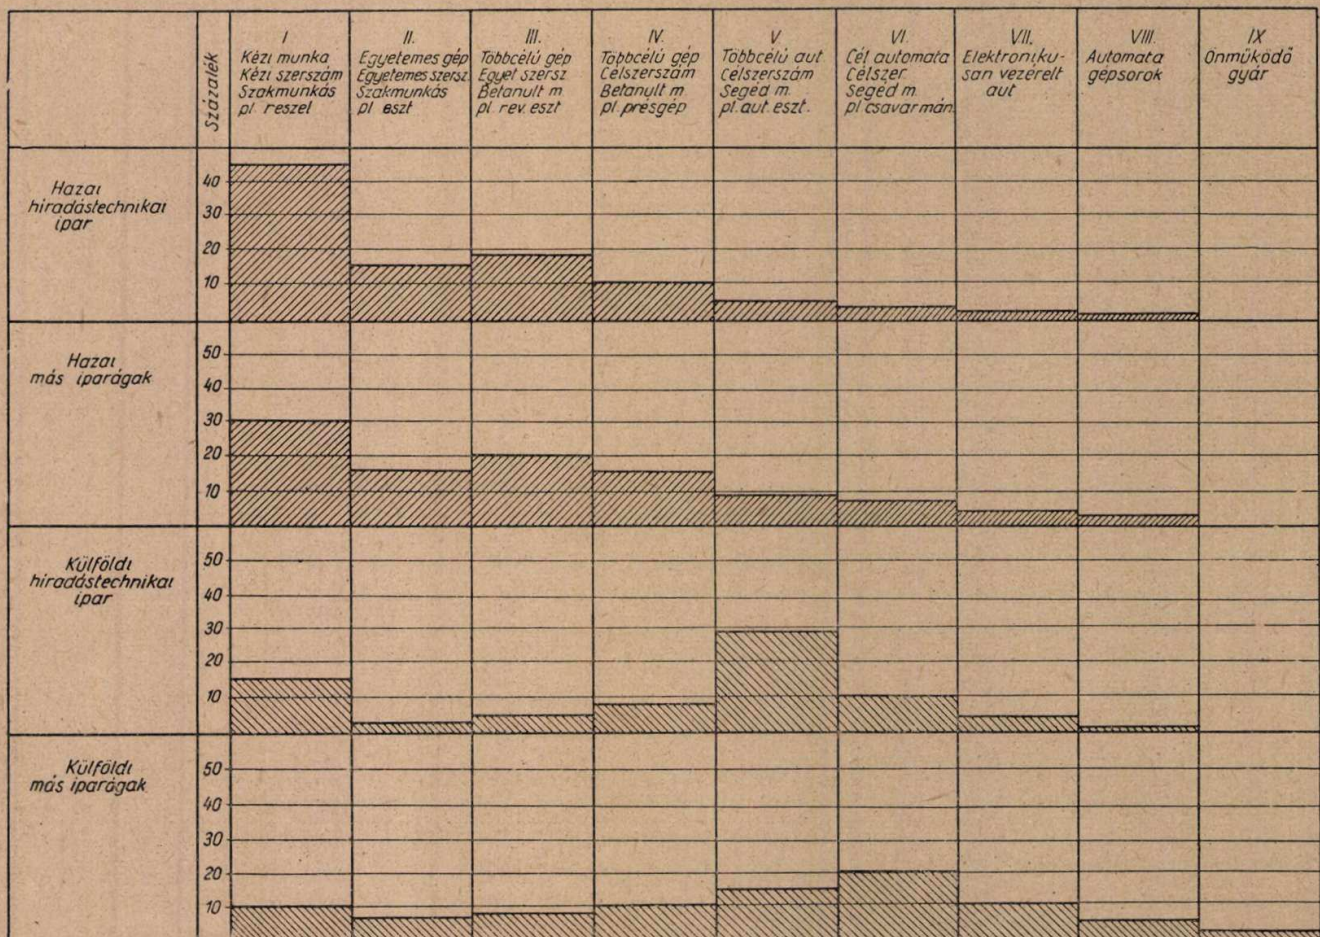 Százalék
I
Kézi munka
Kézi szerszám
Szakmunkás
pl. reszel
II.
Egyetemes gép
Egyetemes szersz.
Szakmunkás
pl eszt
III.
Többcélú gép
Egyet szersz
Betanult m
pl. rev. eszt
IV.
Többcélú gép
Célszerszám
Betanult m
pl. présgép
V
Többcélú aut
Célszerszám
Segéd m
pl. aut. eszt.
VI.
Cél automata
Célszer
Segéd m.
pl csavarmán.
VII.
Elektroniku-
san vezérelt
aut
VIII.
Automata
gépsorok
IX
Önműködő
gyár
Hazai
híradástechnikai
ipar
40
30
20
10
Hazai
más iparágak
50
40
30
20
10
Külföldi
híradástechnikai
ipar
50
40
30
20
10
Külföldi
más iparágak
50
40
30
20
10